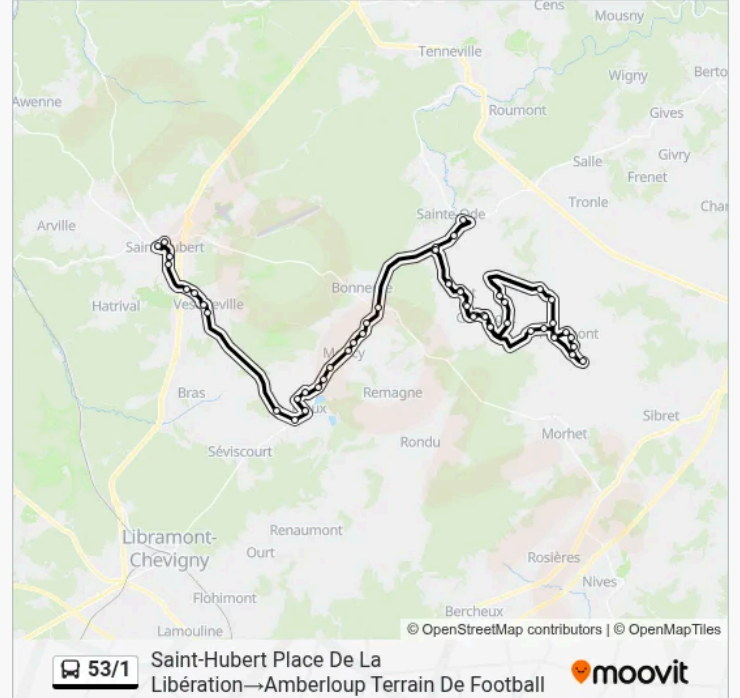 Cens
Mousny
Tenneville
Wigny
Berto
Awenne
Roumont
Gives
Givry
Salle
Frenet
Tronle
Char
Arville
Sainte-Ode
Saint-Hubert
Hatrival
Bonnerue
Remagne
Bras
Sibret
Rondu
Morhet
Séviscourt
Libramont-
Chevigny
Renaumont
Ourt
Rosières
Nives
Flohimont
Bercheux
Lamouline
© OpenStreetMap contributors | © OpenMapTiles
53/1
Saint-Hubert Place De La
Libération→Amberloup Terrain De Football
moovit